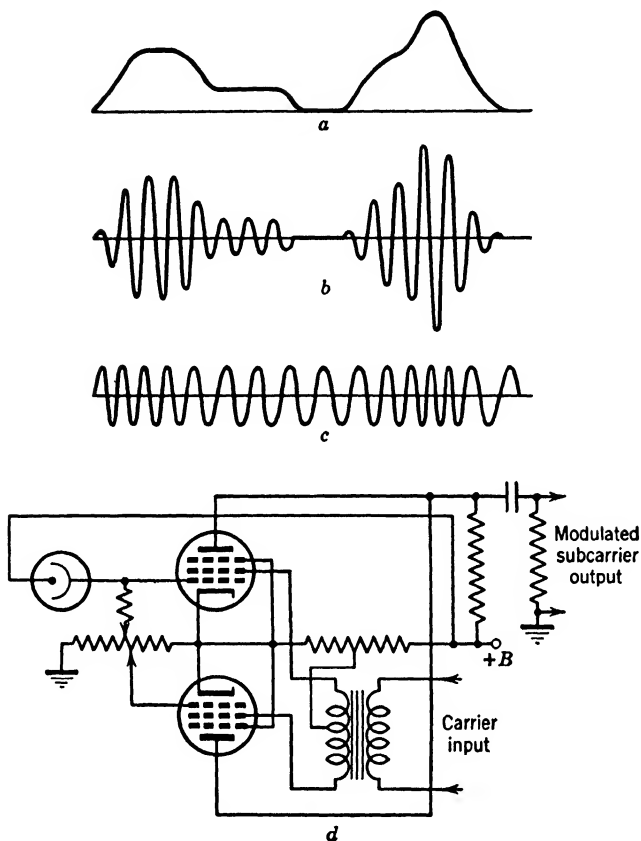 a
b
c
Modulated
subcarrier
output
+B
Carrier
input
d